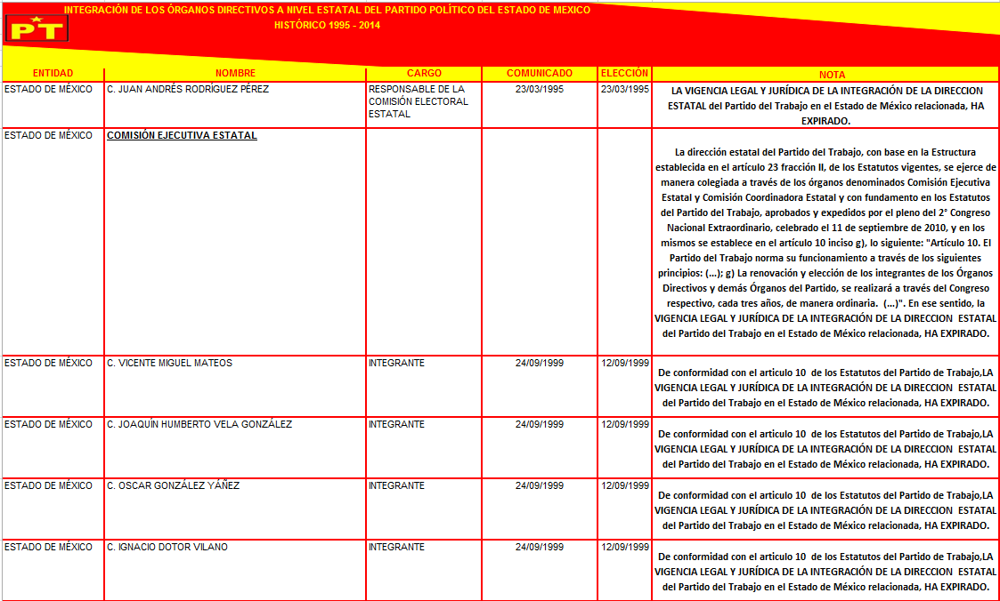 INTEGRACIÓN DE LOS ÓRGANOS DIRECTIVOS A NIVEL ESTATAL DEL PARTIDO POLÍTICO DEL ESTADO DE MEXICO
HISTÓRICO 1995 - 2014
PT
ENTIDAD NOMBRE CARGO COMUNICADO ELECCIÓN NOTA
ESTADO DE MÉXICO C. JUAN ANDRÉS RODRÍGUEZ PÉREZ RESPONSABLE DE LA 23/03/1995 23/03/1995 LA VIGENCIA LEGAL Y JURÍDICA DE LA INTEGRACIÓN DE LA DIRECCION
COMISIÓN ELECTORAL ESTATAL del Partido del Trabajo en el Estado de México relacionada, HA
ESTATAL EXPIRADO.
ESTADO DE MÉXICO COMISIÓN EJECUTIVA ESTATAL
La dirección estatal del Partido del Trabajo, con base en la Estructura
establecida en el artículo 23 fracción II, de los Estatutos vigentes, se ejerce de
manera colegiada a través de los órganos denominados Comisión Ejecutiva
Estatal y Comisión Coordinadora Estatal y con fundamento en los Estatutos
del Partido del Trabajo, aprobados y expedidos por el pleno del 2° Congreso
Nacional Extraordinario, celebrado el 11 de septiembre de 2010, y en los
mismos se establece en el artículo 10 inciso g), lo siguiente: "Artículo 10. El
Partido del Trabajo norma su funcionamiento a través de los siguientes
principios: (...); g) La renovación y elección de los integrantes de los Órganos
Directivos y demás Órganos del Partido, se realizará a través del Congreso
respectivo, cada tres años, de manera ordinaria. (...)". En ese sentido, la
VIGENCIA LEGAL Y JURÍDICA DE LA INTEGRACIÓN DE LA DIRECCION ESTATAL
del Partido del Trabajo en el Estado de México relacionada, HA EXPIRADO.
ESTADO DE MÉXICO C. VICENTE MIGUEL MATEOS INTEGRANTE 24/09/1999 12/09/1999
De conformidad con el articulo 10 de los Estatutos del Partido de Trabajo,LA
VIGENCIA LEGAL Y JURÍDICA DE LA INTEGRACIÓN DE LA DIRECCION ESTATAL
del Partido del Trabajo en el Estado de México relacionada, HA EXPIRADO.
ESTADO DE MÉXICO C. JOAQUÍN HUMBERTO VELA GONZÁLEZ INTEGRANTE 24/09/1999 12/09/1999
De conformidad con el articulo 10 de los Estatutos del Partido de Trabajo,LA
VIGENCIA LEGAL Y JURÍDICA DE LA INTEGRACIÓN DE LA DIRECCION ESTATAL
del Partido del Trabajo en el Estado de México relacionada, HA EXPIRADO.
ESTADO DE MÉXICO C. OSCAR GONZÁLEZ YÁÑEZ INTEGRANTE 24/09/1999 12/09/1999
De conformidad con el articulo 10 de los Estatutos del Partido de Trabajo,LA
VIGENCIA LEGAL Y JURÍDICA DE LA INTEGRACIÓN DE LA DIRECCION ESTATAL
del Partido del Trabajo en el Estado de México relacionada, HA EXPIRADO.
ESTADO DE MÉXICO C. IGNACIO DOTOR VILANO INTEGRANTE 24/09/1999 12/09/1999
De conformidad con el articulo 10 de los Estatutos del Partido de Trabajo,LA
VIGENCIA LEGAL Y JURÍDICA DE LA INTEGRACIÓN DE LA DIRECCION ESTATAL
del Partido del Trabajo en el Estado de México relacionada, HA EXPIRADO.